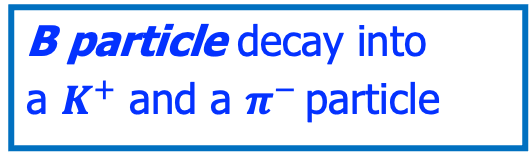 B particle decay into
a K⁺ and a π⁻ particle